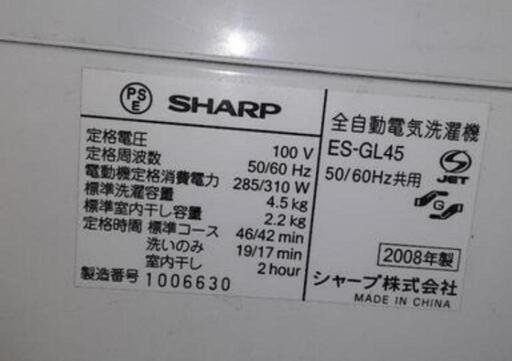 PS E SHARP
定格電圧 100 V
定格周波数 50/60 Hz
電動機定格消費電力 285/310 W
標準洗濯容量 4.5 kg
標準室内干し容量 2.2 kg
定格時間 標準コース 46/42 min
洗いのみ 19/17 min
室内干し 2 hour
製造番号 1006630
全自動電気洗濯機
ES-GL45
50/60Hz共用
S JET
G
2008年製
シャープ株式会社
MADE IN CHINA